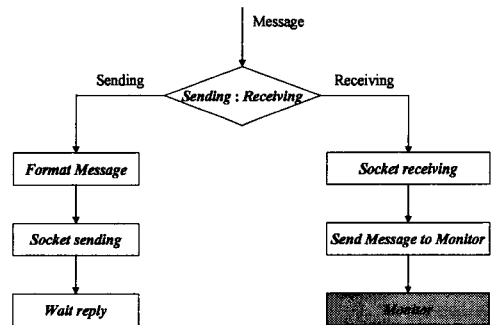 Message
Sending
Sending : Receiving
Receiving
Format Message
Socket receiving
Socket sending
Send Message to Monitor
Wait reply
Monitor